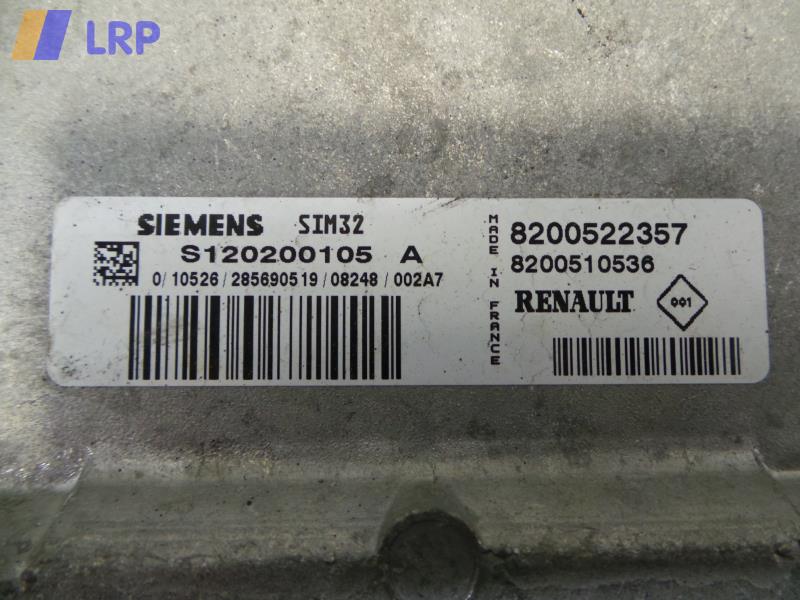 LRP
SIEMENS SIM32
S120200105 A
0/10526/285690519/08248/002A7
MADE IN FRANCE
8200522357
8200510536
RENAULT 001